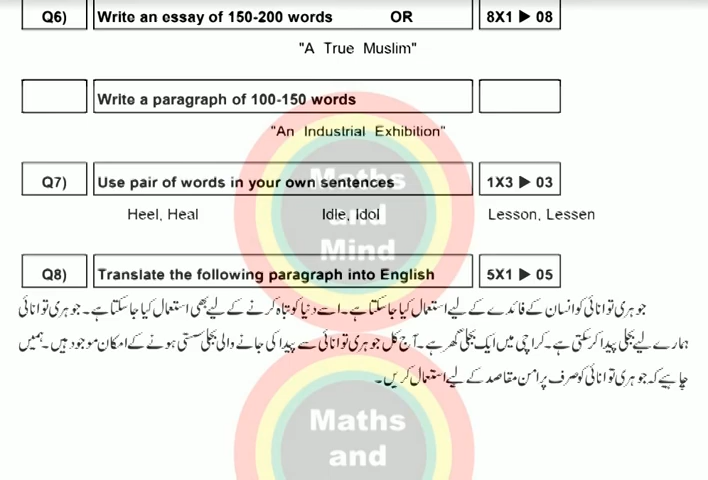 Q6) Write an essay of 150-200 words OR 8X1 ▶ 08
"A True Muslim"
Write a paragraph of 100-150 words
"An Industrial Exhibition"
Q7) Use pair of words in your own sentences 1X3 ▶ 03
Heel, Heal Idle, Idol Lesson, Lessen
Q8) Translate the following paragraph into English 5X1 ▶ 05
جوہری توانائی کو انسان کے فائدے کے لیے استعمال کیا جا سکتا ہے۔ اسے دنیا کو تباہ کرنے کے لیے بھی استعمال کیا جا سکتا ہے۔ جوہری توانائی
ہمارے لیے بجلی پیدا کر سکتی ہے۔ کراچی میں ایک بجلی گھر ہے۔ آج کل جوہری توانائی سے پیدا کی جانے والی بجلی سستی ہونے کے امکان موجود ہیں۔ ہمیں
چاہیے کہ جوہری توانائی کو صرف پرامن مقاصد کے لیے استعمال کریں۔
Maths
and
Mind
Maths
and